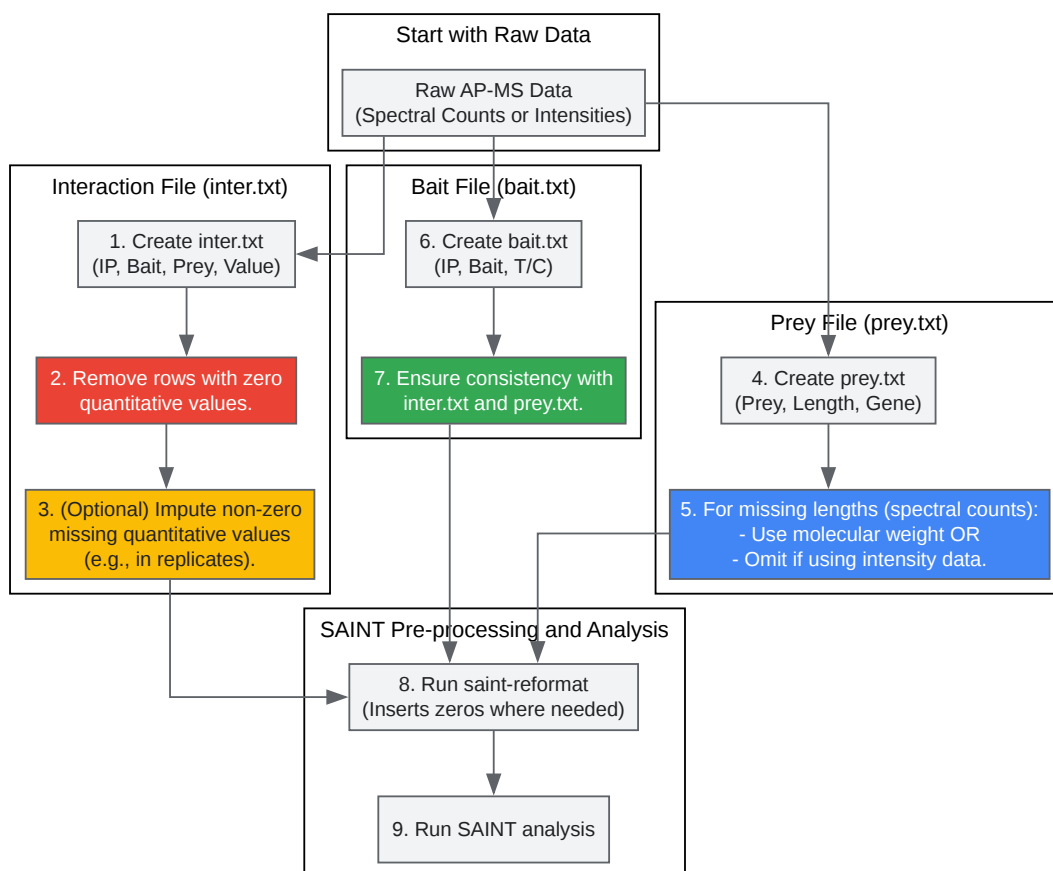 Start with Raw Data
Raw AP-MS Data
(Spectral Counts or Intensities)
Interaction File (inter.txt)
1. Create inter.txt
(IP, Bait, Prey, Value)
2. Remove rows with zero
quantitative values.
3. (Optional) Impute non-zero
missing quantitative values
(e.g., in replicates).
Bait File (bait.txt)
6. Create bait.txt
(IP, Bait, T/C)
7. Ensure consistency with
inter.txt and prey.txt.
Prey File (prey.txt)
4. Create prey.txt
(Prey, Length, Gene)
5. For missing lengths (spectral counts):
- Use molecular weight OR
- Omit if using intensity data.
SAINT Pre-processing and Analysis
8. Run saint-reformat
(Inserts zeros where needed)
9. Run SAINT analysis